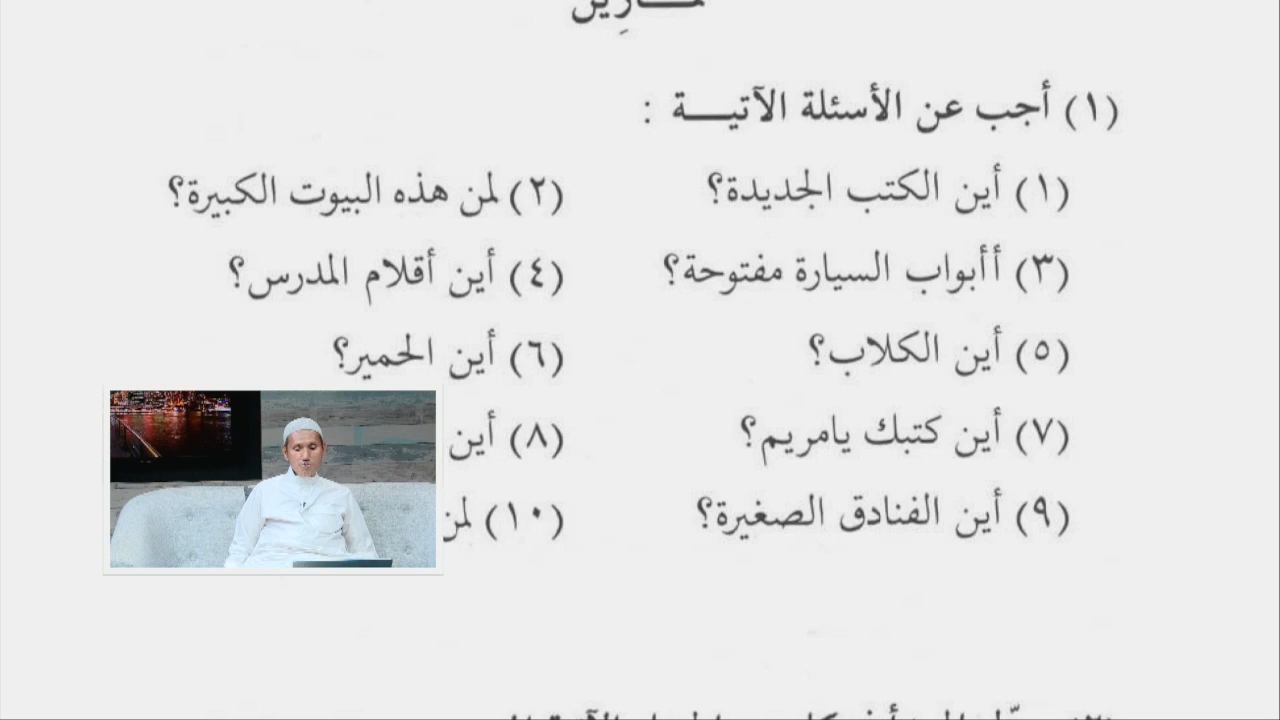 تمارين
(١) أجب عن الأسئلة الآتيـــة :
(١) أين الكتب الجديدة؟ (٢) لمن هذه البيوت الكبيرة؟
(٣) أأبواب السيارة مفتوحة؟ (٤) أين أقلام المدرس؟
(٥) أين الكلاب؟ (٦) أين الحمير؟
(٧) أين كتبك يامريم؟ (٨) أين
(٩) أين الفنادق الصغيرة؟ (١٠) لمن